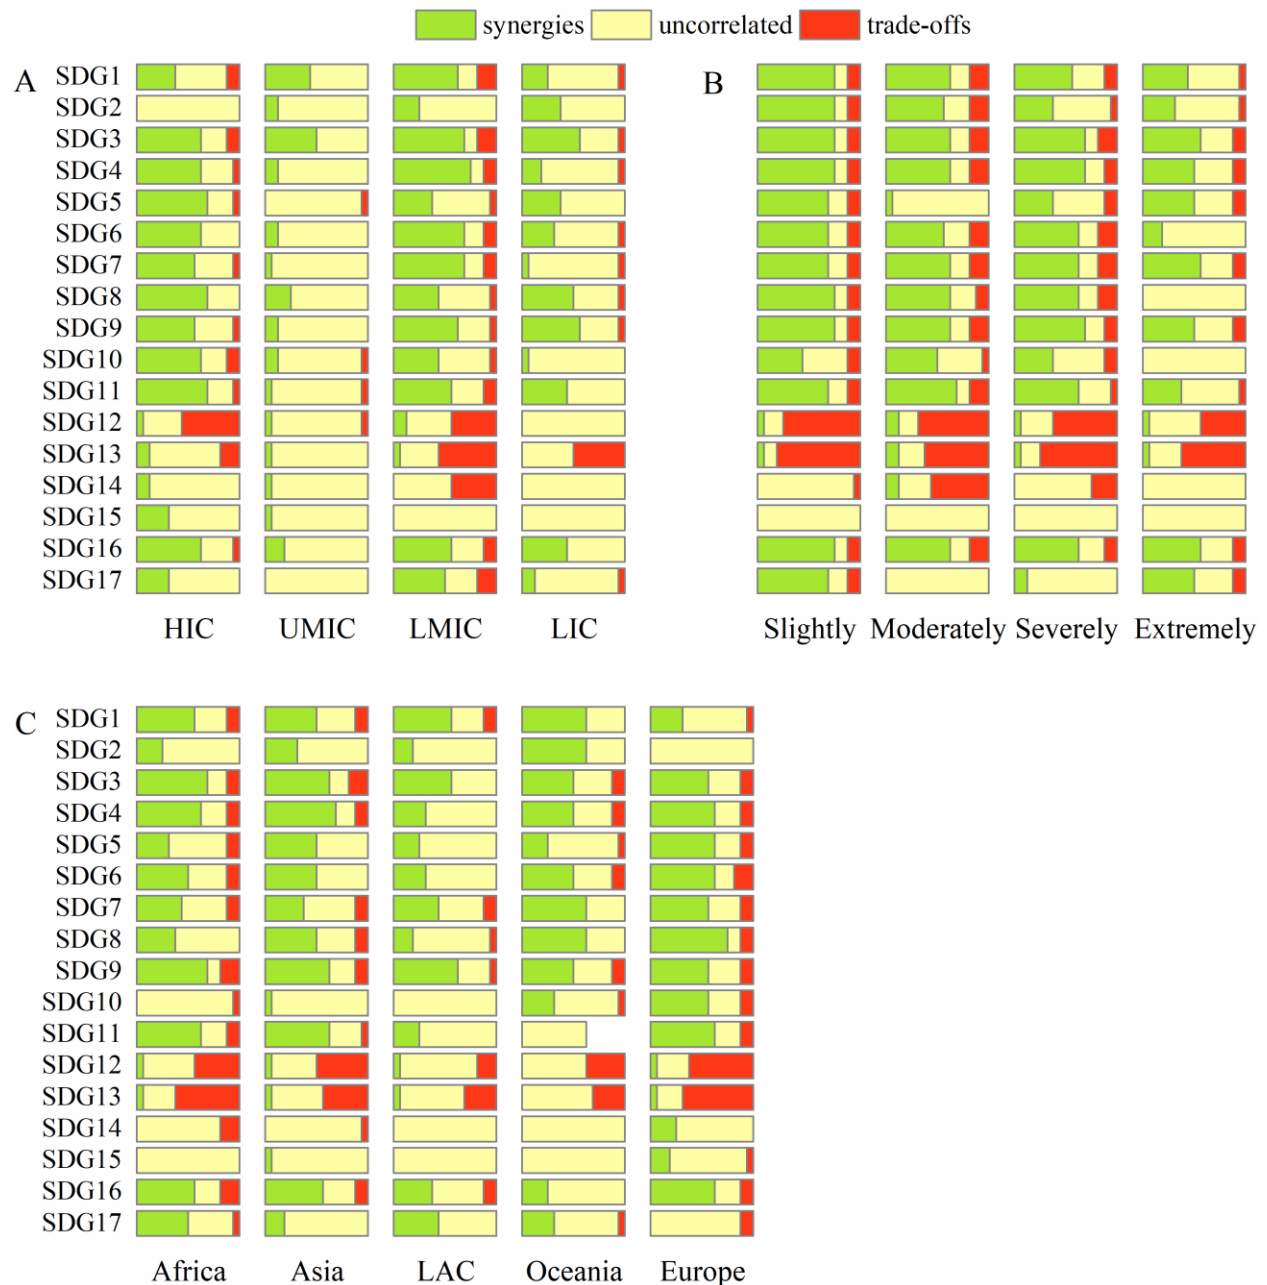 synergies uncorrelated trade-offs
A B
SDG1
SDG2
SDG3
SDG4
SDG5
SDG6
SDG7
SDG8
SDG9
SDG10
SDG11
SDG12
SDG13
SDG14
SDG15
SDG16
SDG17
HIC UMIC LMIC LIC Slightly Moderately Severely Extremely
C
SDG1
SDG2
SDG3
SDG4
SDG5
SDG6
SDG7
SDG8
SDG9
SDG10
SDG11
SDG12
SDG13
SDG14
SDG15
SDG16
SDG17
Africa Asia LAC Oceania Europe